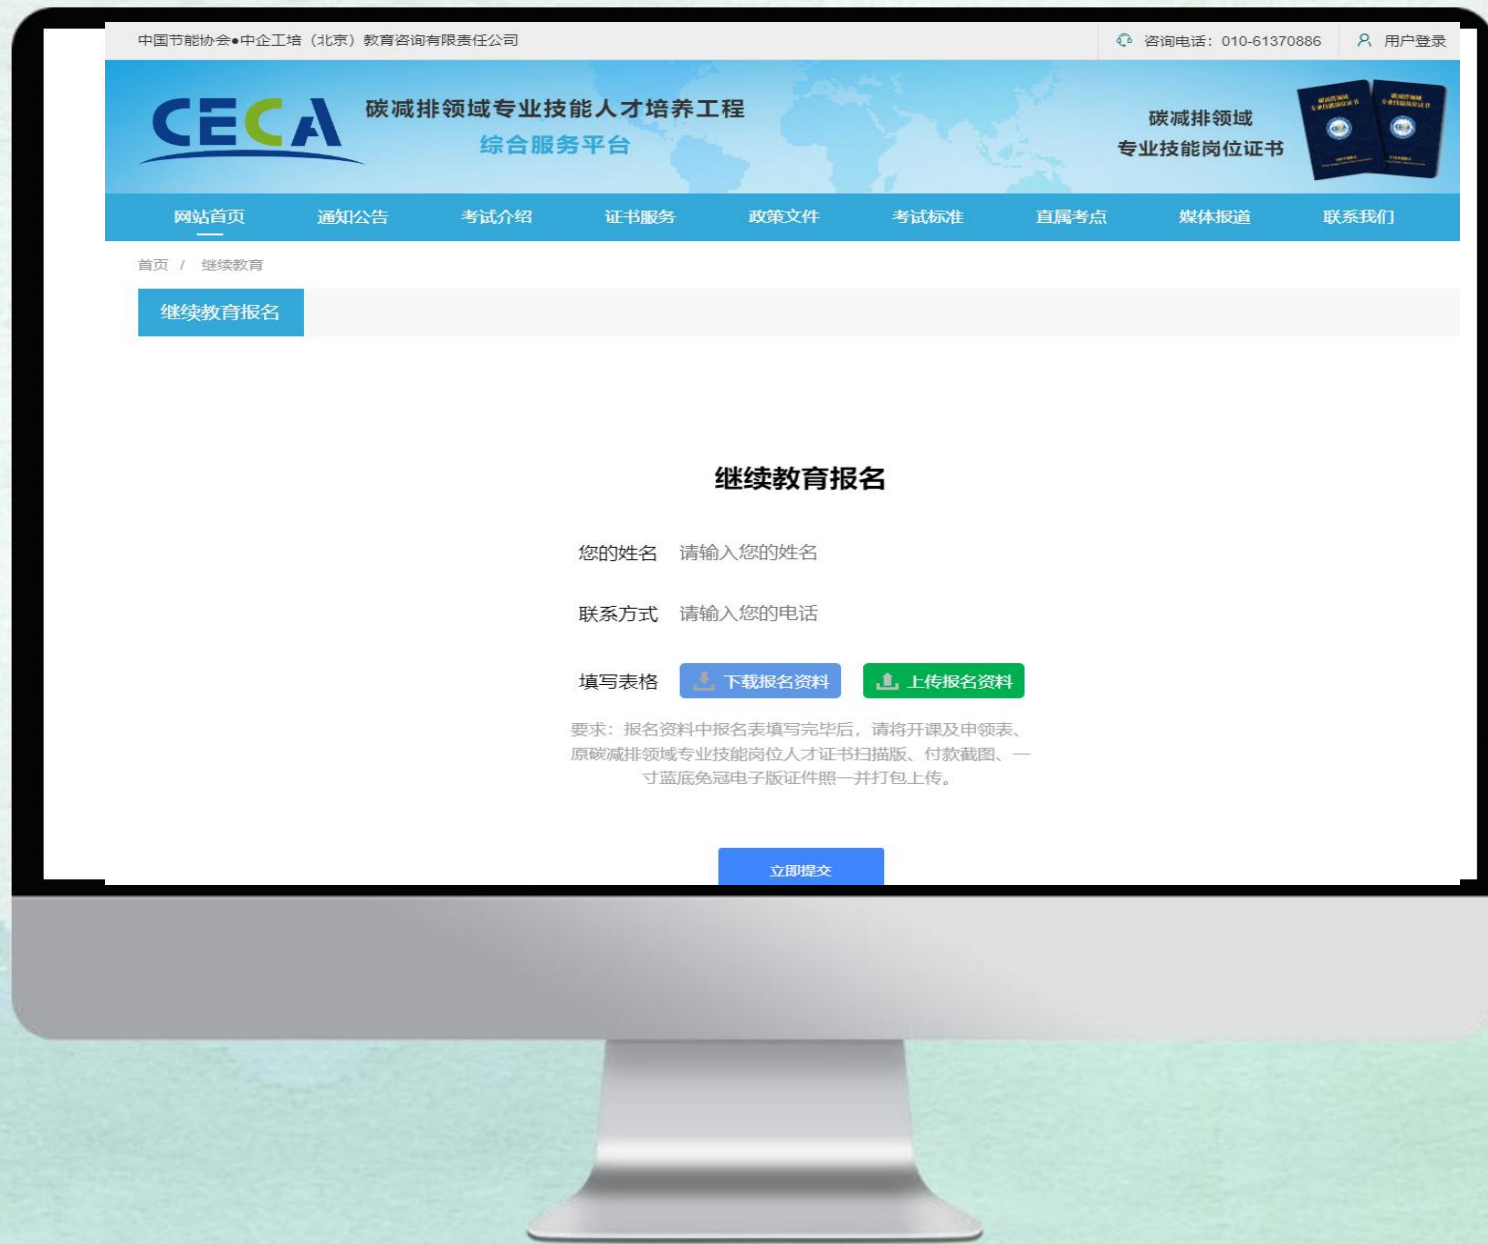 中国节能协会●中企工培（北京）教育咨询有限责任公司
咨询电话：010-61370886
用户登录
CECA
碳减排领域专业技能人才培养工程
综合服务平台
碳减排领域
专业技能岗位证书
网站首页 通知公告 考试介绍 证书服务 政策文件 考试标准 直属考点 媒体报道 联系我们
首页 / 继续教育
继续教育报名
继续教育报名
您的姓名 请输入您的姓名
联系方式 请输入您的电话
填写表格 下载报名资料 上传报名资料
要求：报名资料中报名表填写完毕后，请将开课及申领表、
原碳减排领域专业技能岗位人才证书扫描版、付款截图、一
寸蓝底免冠电子版证件照一并打包上传。
立即提交